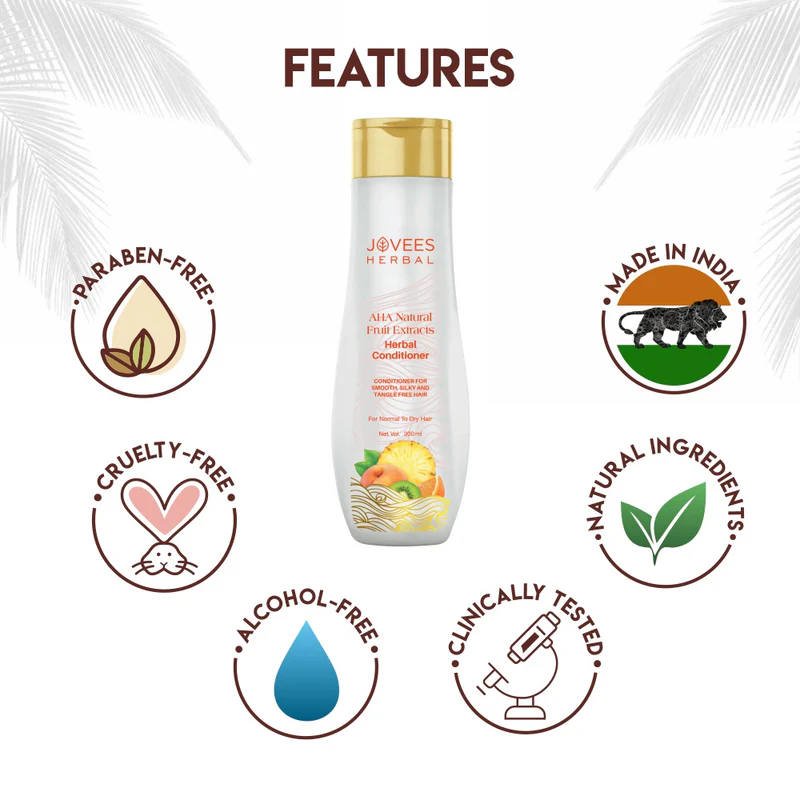 FEATURES
JOVEES
HERBAL
AHA Natural
Fruit Extracts
Herbal
Conditioner
CONDITIONER FOR
SMOOTH, SILKY AND
TANGLE FREE HAIR
For Normal To Dry Hair
Net. Vol. 300ml
• PARABEN-FREE •
• MADE IN INDIA •
• CRUELTY-FREE •
• NATURAL INGREDIENTS •
• ALCOHOL-FREE •
• CLINICALLY TESTED •